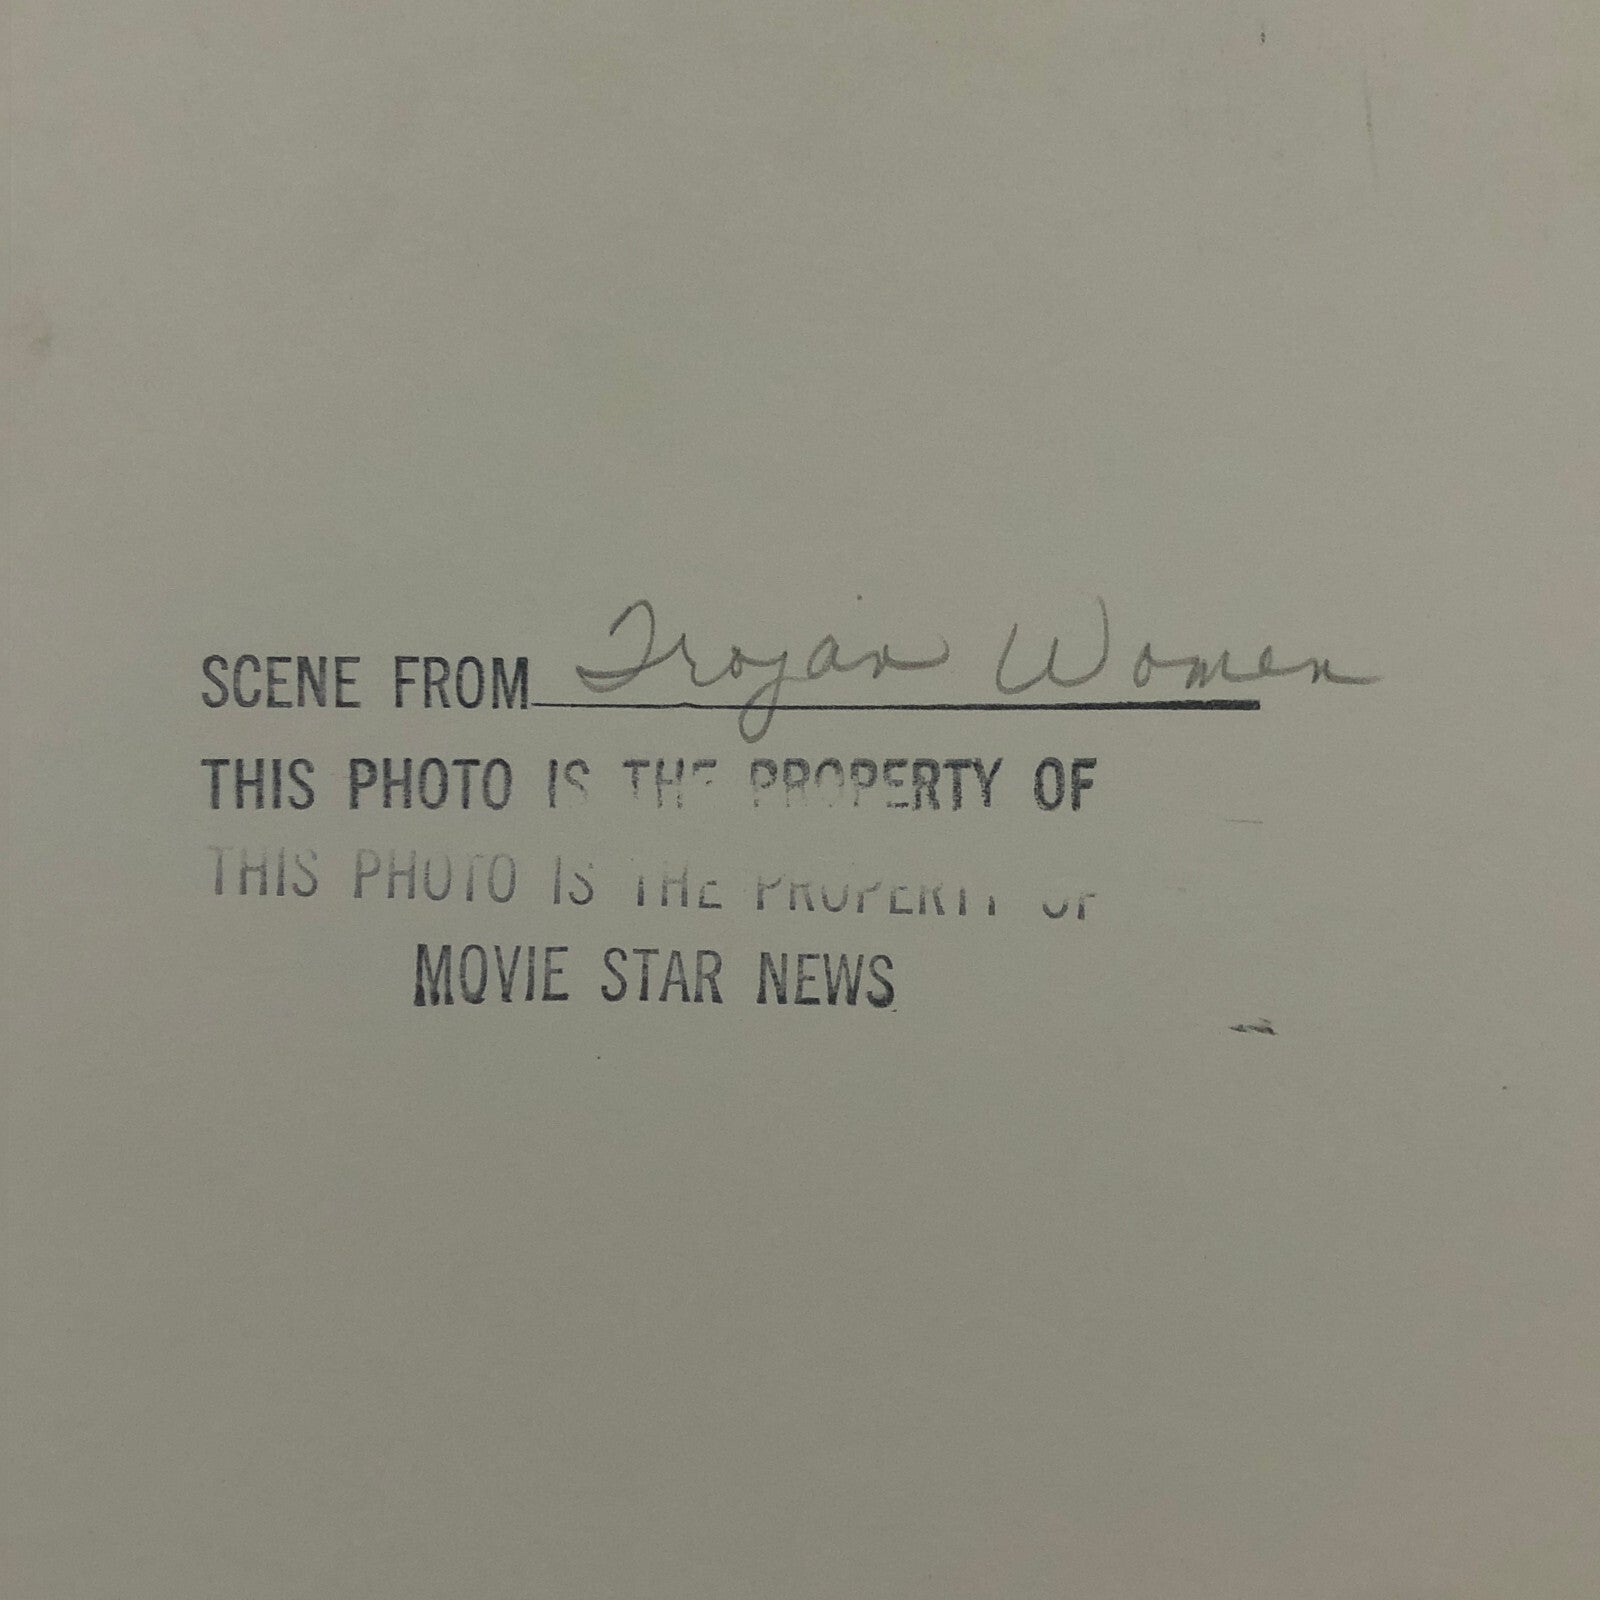 SCENE FROM Trojan Women
THIS PHOTO IS THE PROPERTY OF
THIS PHOTO IS THE PROPERTY OF
MOVIE STAR NEWS